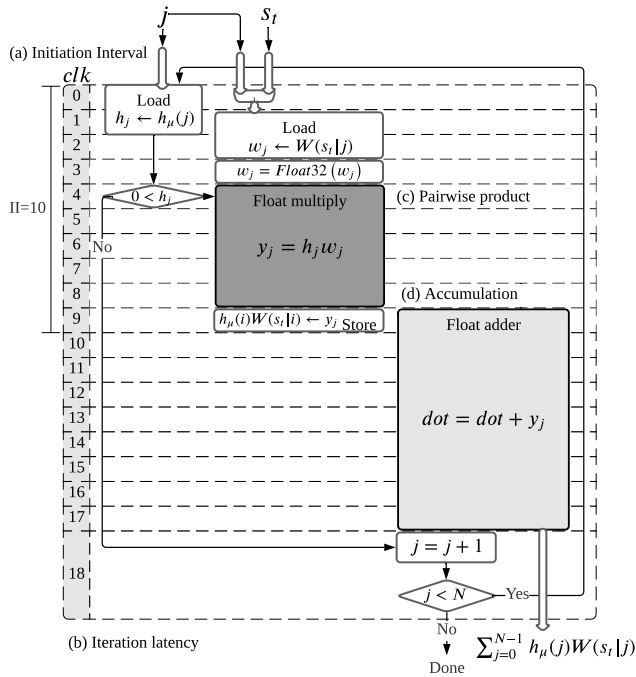 j
s_t
(a) Initiation Interval
clk
0
Load
h_j ← h_μ(j)
1
Load
2
w_j ← W(s_t|j)
3
w_j = Float32 (w_j)
4
0 < h_j
Float multiply
(c) Pairwise product
II=10
5
No
6
y_j = h_j w_j
7
8
(d) Accumulation
9
h_μ(i)W(s_t|i) ← y_j Store
Float adder
10
11
12
13
dot = dot + y_j
14
15
16
17
j = j + 1
18
j < N
Yes
No
(b) Iteration latency
∑_{j=0}^{N−1} h_μ(j)W(s_t|j)
Done